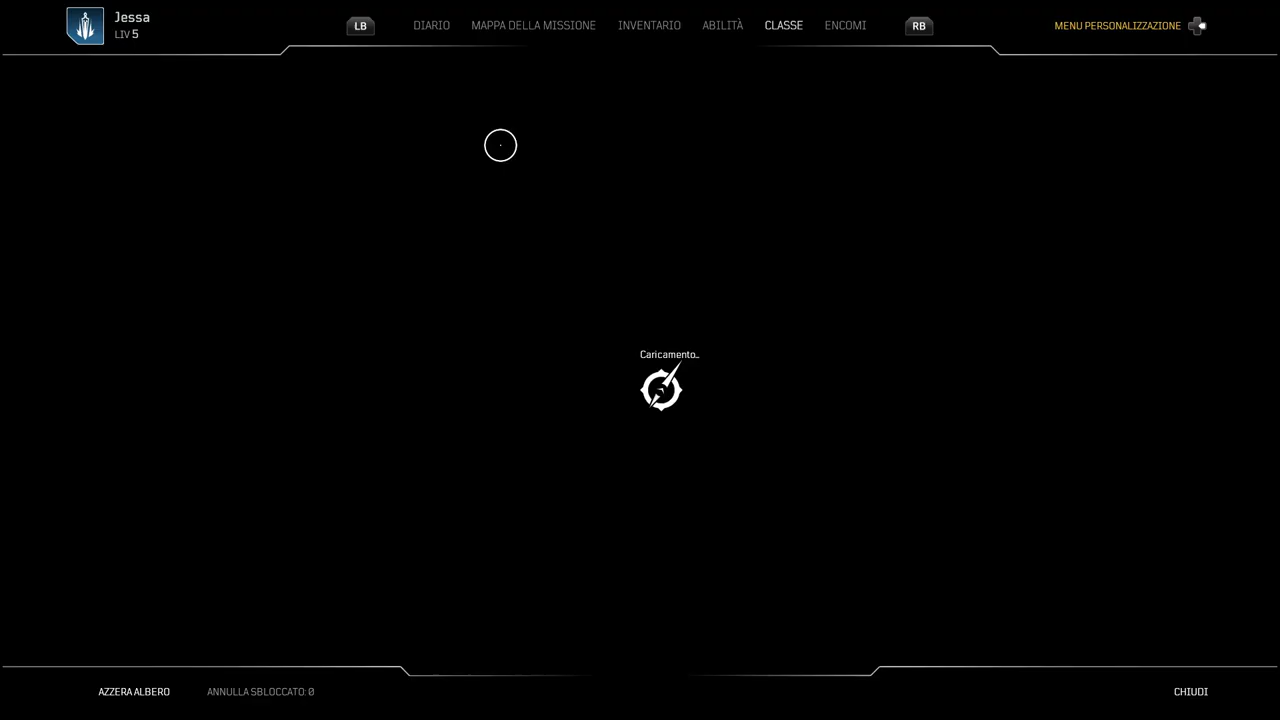 Jessa
LIV 5
LB
DIARIO
MAPPA DELLA MISSIONE
INVENTARIO
ABILITÀ
CLASSE
ENCOMI
RB
MENU PERSONALIZZAZIONE
Caricamento...
AZZERA ALBERO
ANNULLA SBLOCCATO: 0
CHIUDI